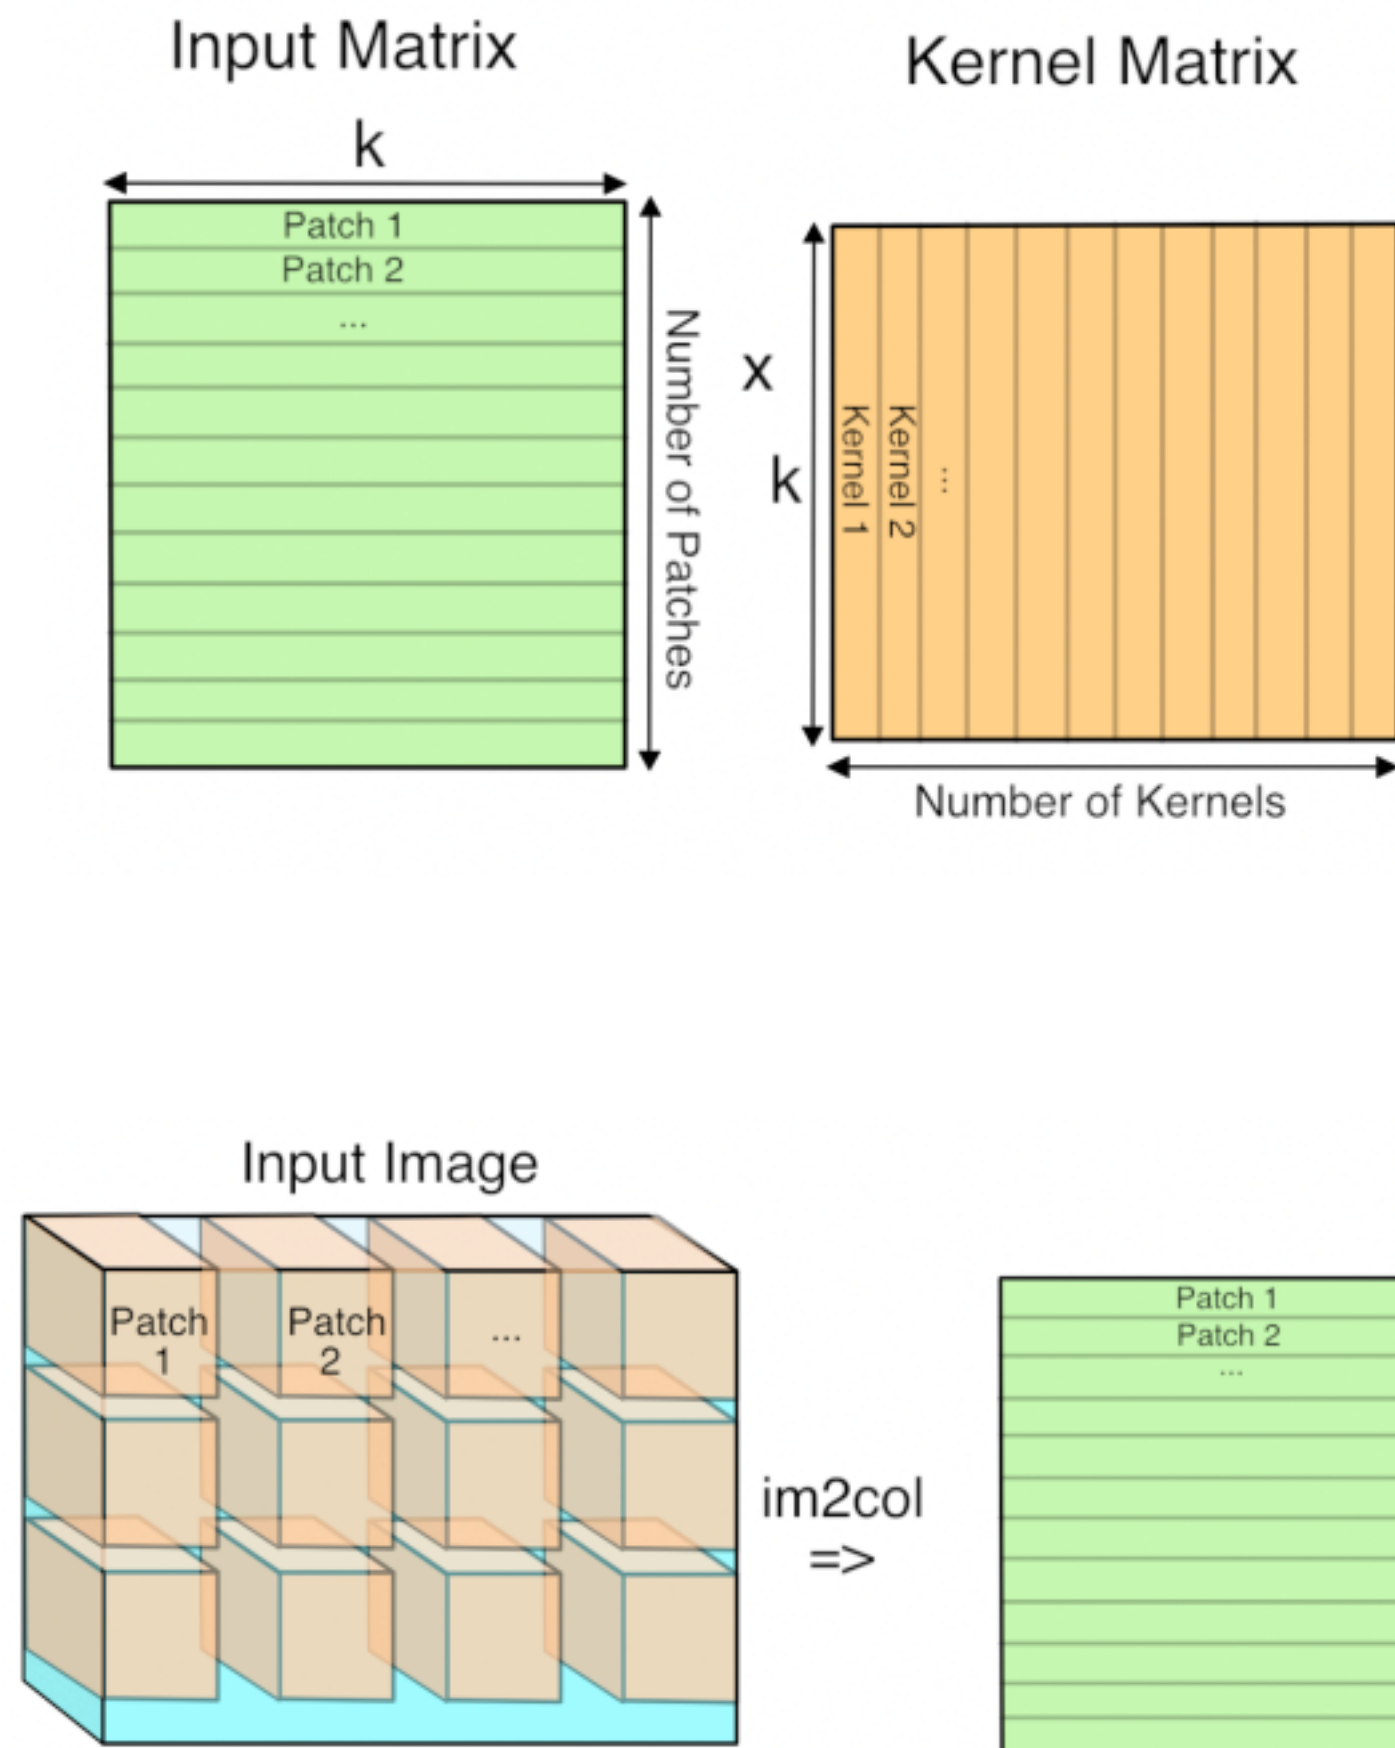 Input Matrix
Kernel Matrix
k
Patch 1
Patch 2
...
Number of Patches
x
k
Kernel 1
Kernel 2
...
Number of Kernels
Input Image
Patch
1
Patch
2
...
im2col
=>
Patch 1
Patch 2
...